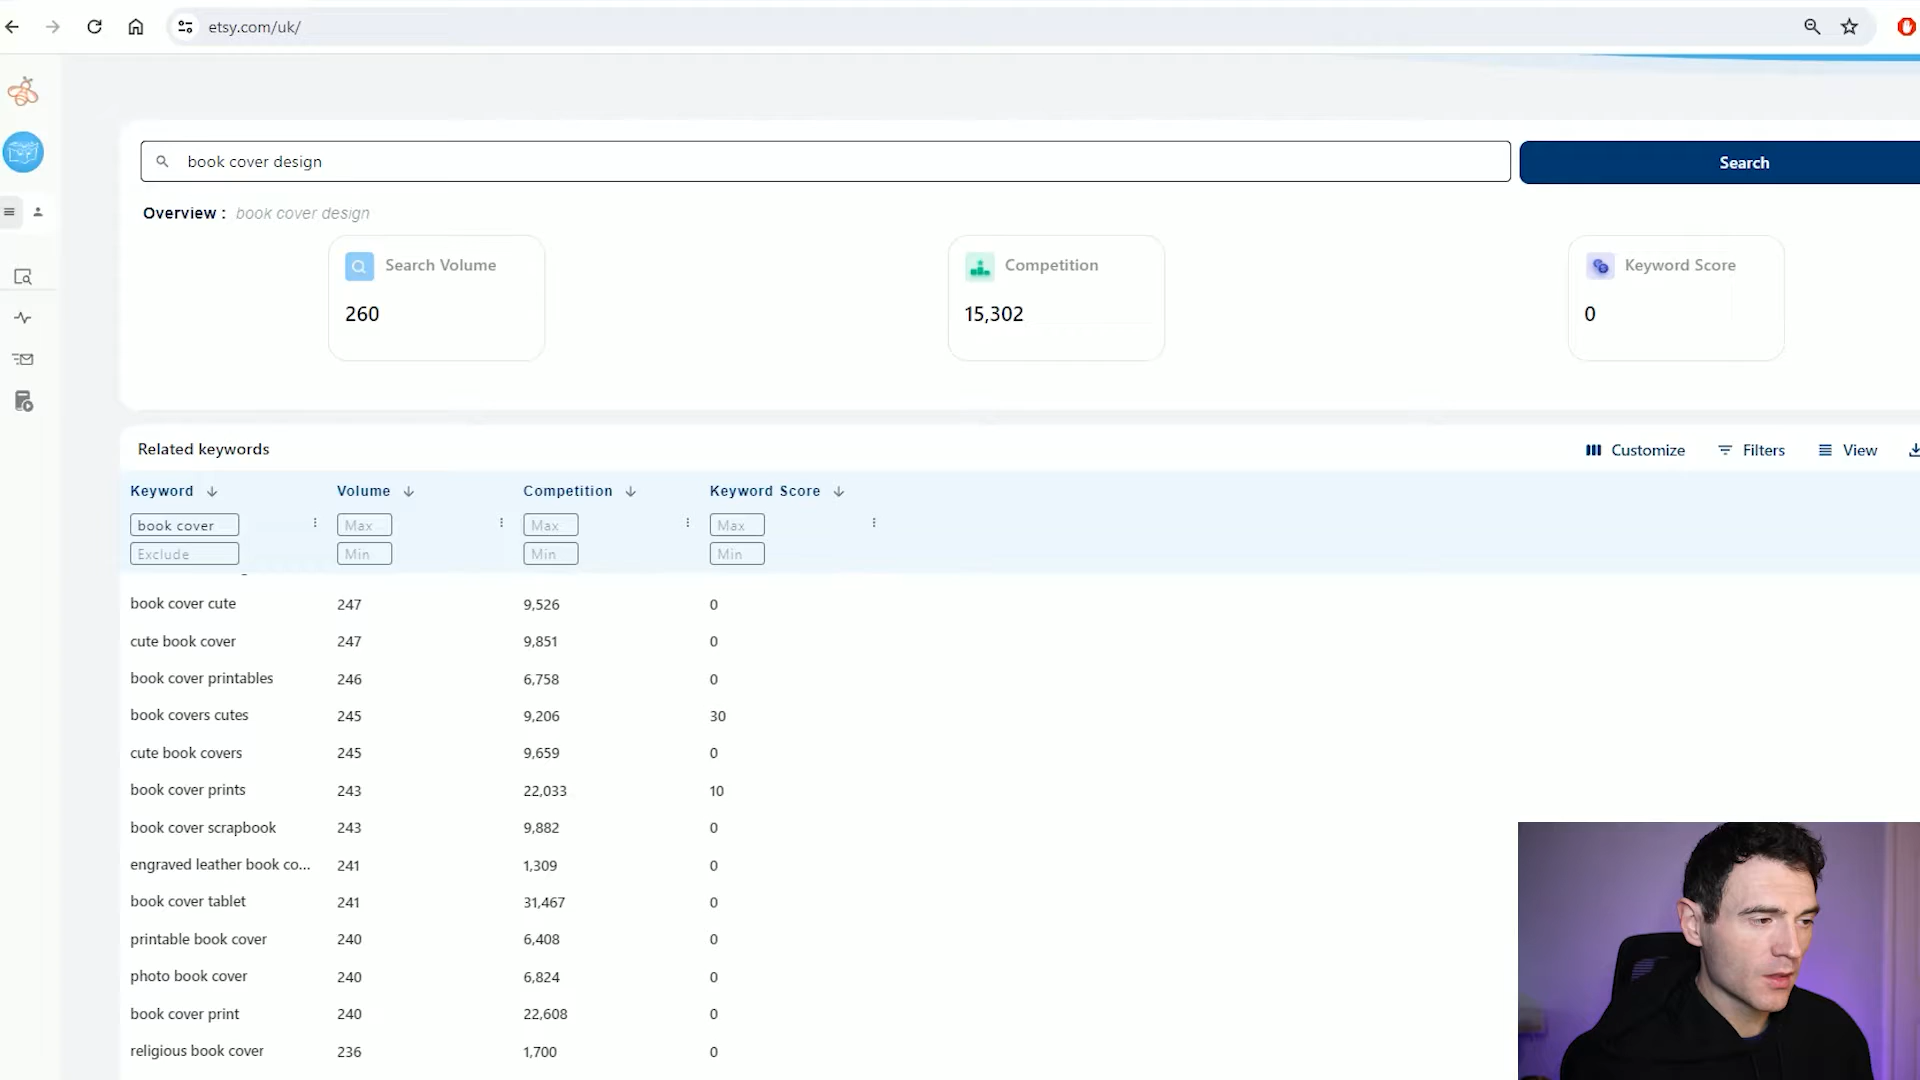 etsy.com/uk/
book cover design
Search
Overview : book cover design
Search Volume
260
Competition
15,302
Keyword Score
0
Related keywords
Customize
Filters
View
Keyword Volume Competition Keyword Score
book cover Max Max Max
Exclude Min Min Min
book cover cute 247 9,526 0
cute book cover 247 9,851 0
book cover printables 246 6,758 0
book covers cutes 245 9,206 30
cute book covers 245 9,659 0
book cover prints 243 22,033 10
book cover scrapbook 243 9,882 0
engraved leather book co... 241 1,309 0
book cover tablet 241 31,467 0
printable book cover 240 6,408 0
photo book cover 240 6,824 0
book cover print 240 22,608 0
religious book cover 236 1,700 0